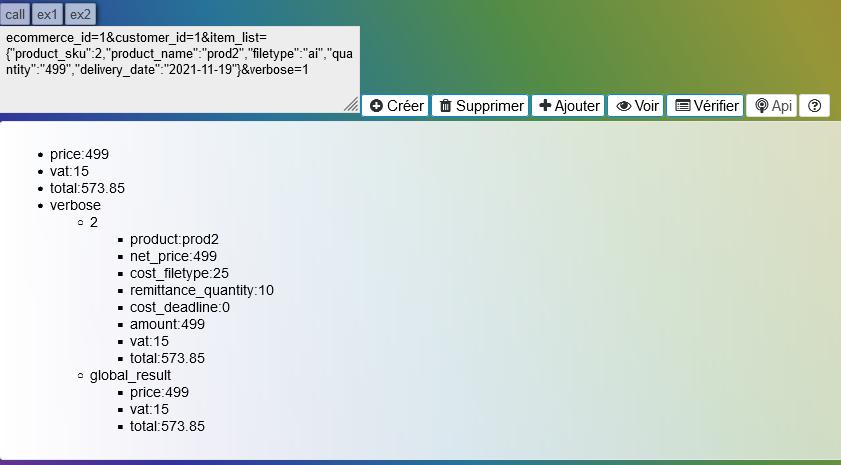 call ex1 ex2
ecommerce_id=1&customer_id=1&item_list=
{"product_sku":2,"product_name":"prod2","filetype":"ai","qua
ntity":"499","delivery_date":"2021-11-19"}&verbose=1
Créer Supprimer Ajouter Voir Vérifier Api
price:499
vat:15
total:573.85
verbose
2
product:prod2
net_price:499
cost_filetype:25
remittance_quantity:10
cost_deadline:0
amount:499
vat:15
total:573.85
global_result
price:499
vat:15
total:573.85